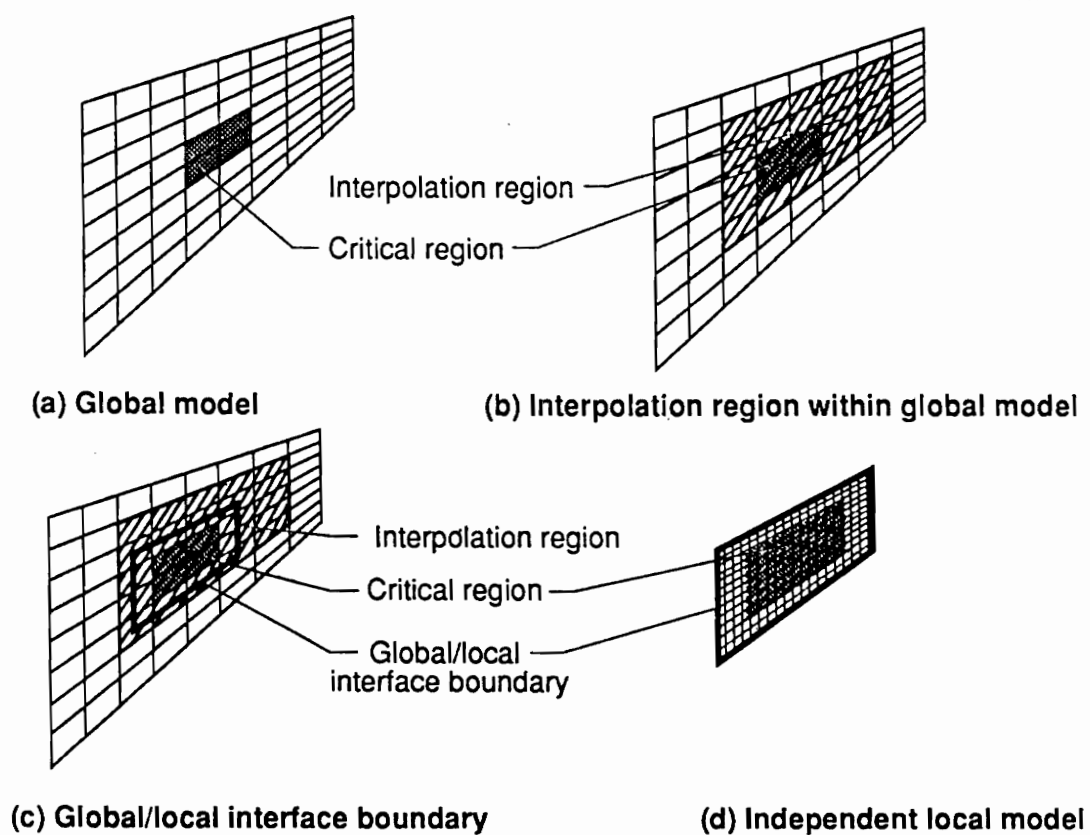 Interpolation region
Critical region
(a) Global model
(b) Interpolation region within global model
Interpolation region
Critical region
Global/local
interface boundary
(c) Global/local interface boundary
(d) Independent local model